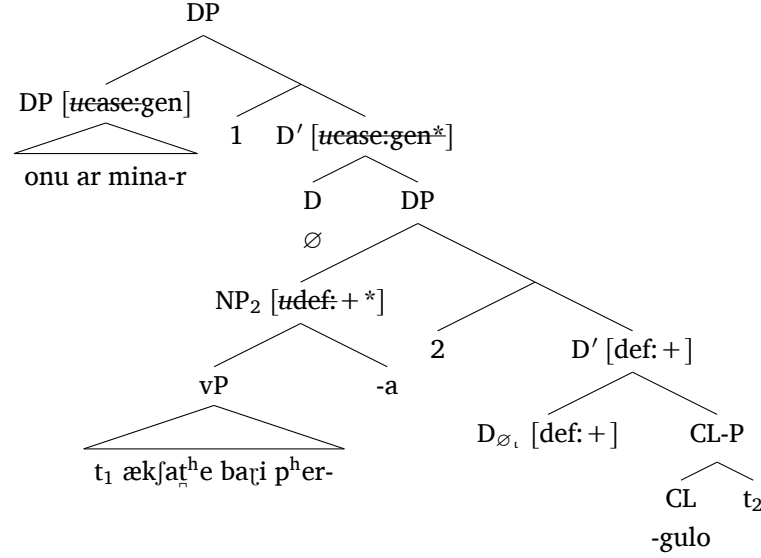 DP
DP [ucase:gen]
1 D′ [ucase:gen*]
onu ar mina-r
D DP
∅
NP₂ [udef:+*]
2 D′ [def:+]
vP -a
D∅ι [def:+] CL-P
t₁ ækʃat̪ʰe baɽi pʰer-
CL t₂
-gulo